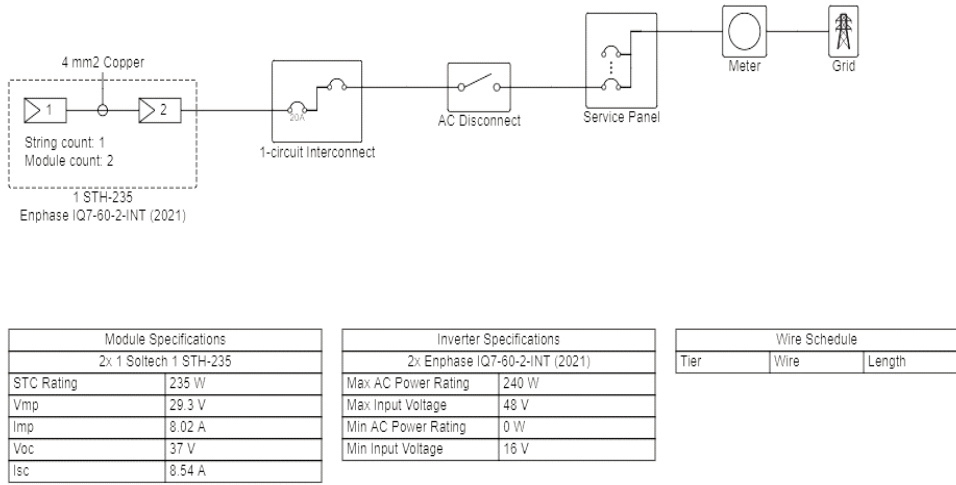 4 mm2 Copper
1
2
String count: 1
Module count: 2
1 STH-235
Enphase IQ7-60-2-INT (2021)
20A
1-circuit Interconnect
AC Disconnect
Service Panel
Meter
Grid
Module Specifications
2x 1 Soltech 1 STH-235
STC Rating 235 W
Vmp 29.3 V
Imp 8.02 A
Voc 37 V
Isc 8.54 A
Inverter Specifications
2x Enphase IQ7-60-2-INT (2021)
Max AC Power Rating 240 W
Max Input Voltage 48 V
Min AC Power Rating 0 W
Min Input Voltage 16 V
Wire Schedule
Tier Wire Length